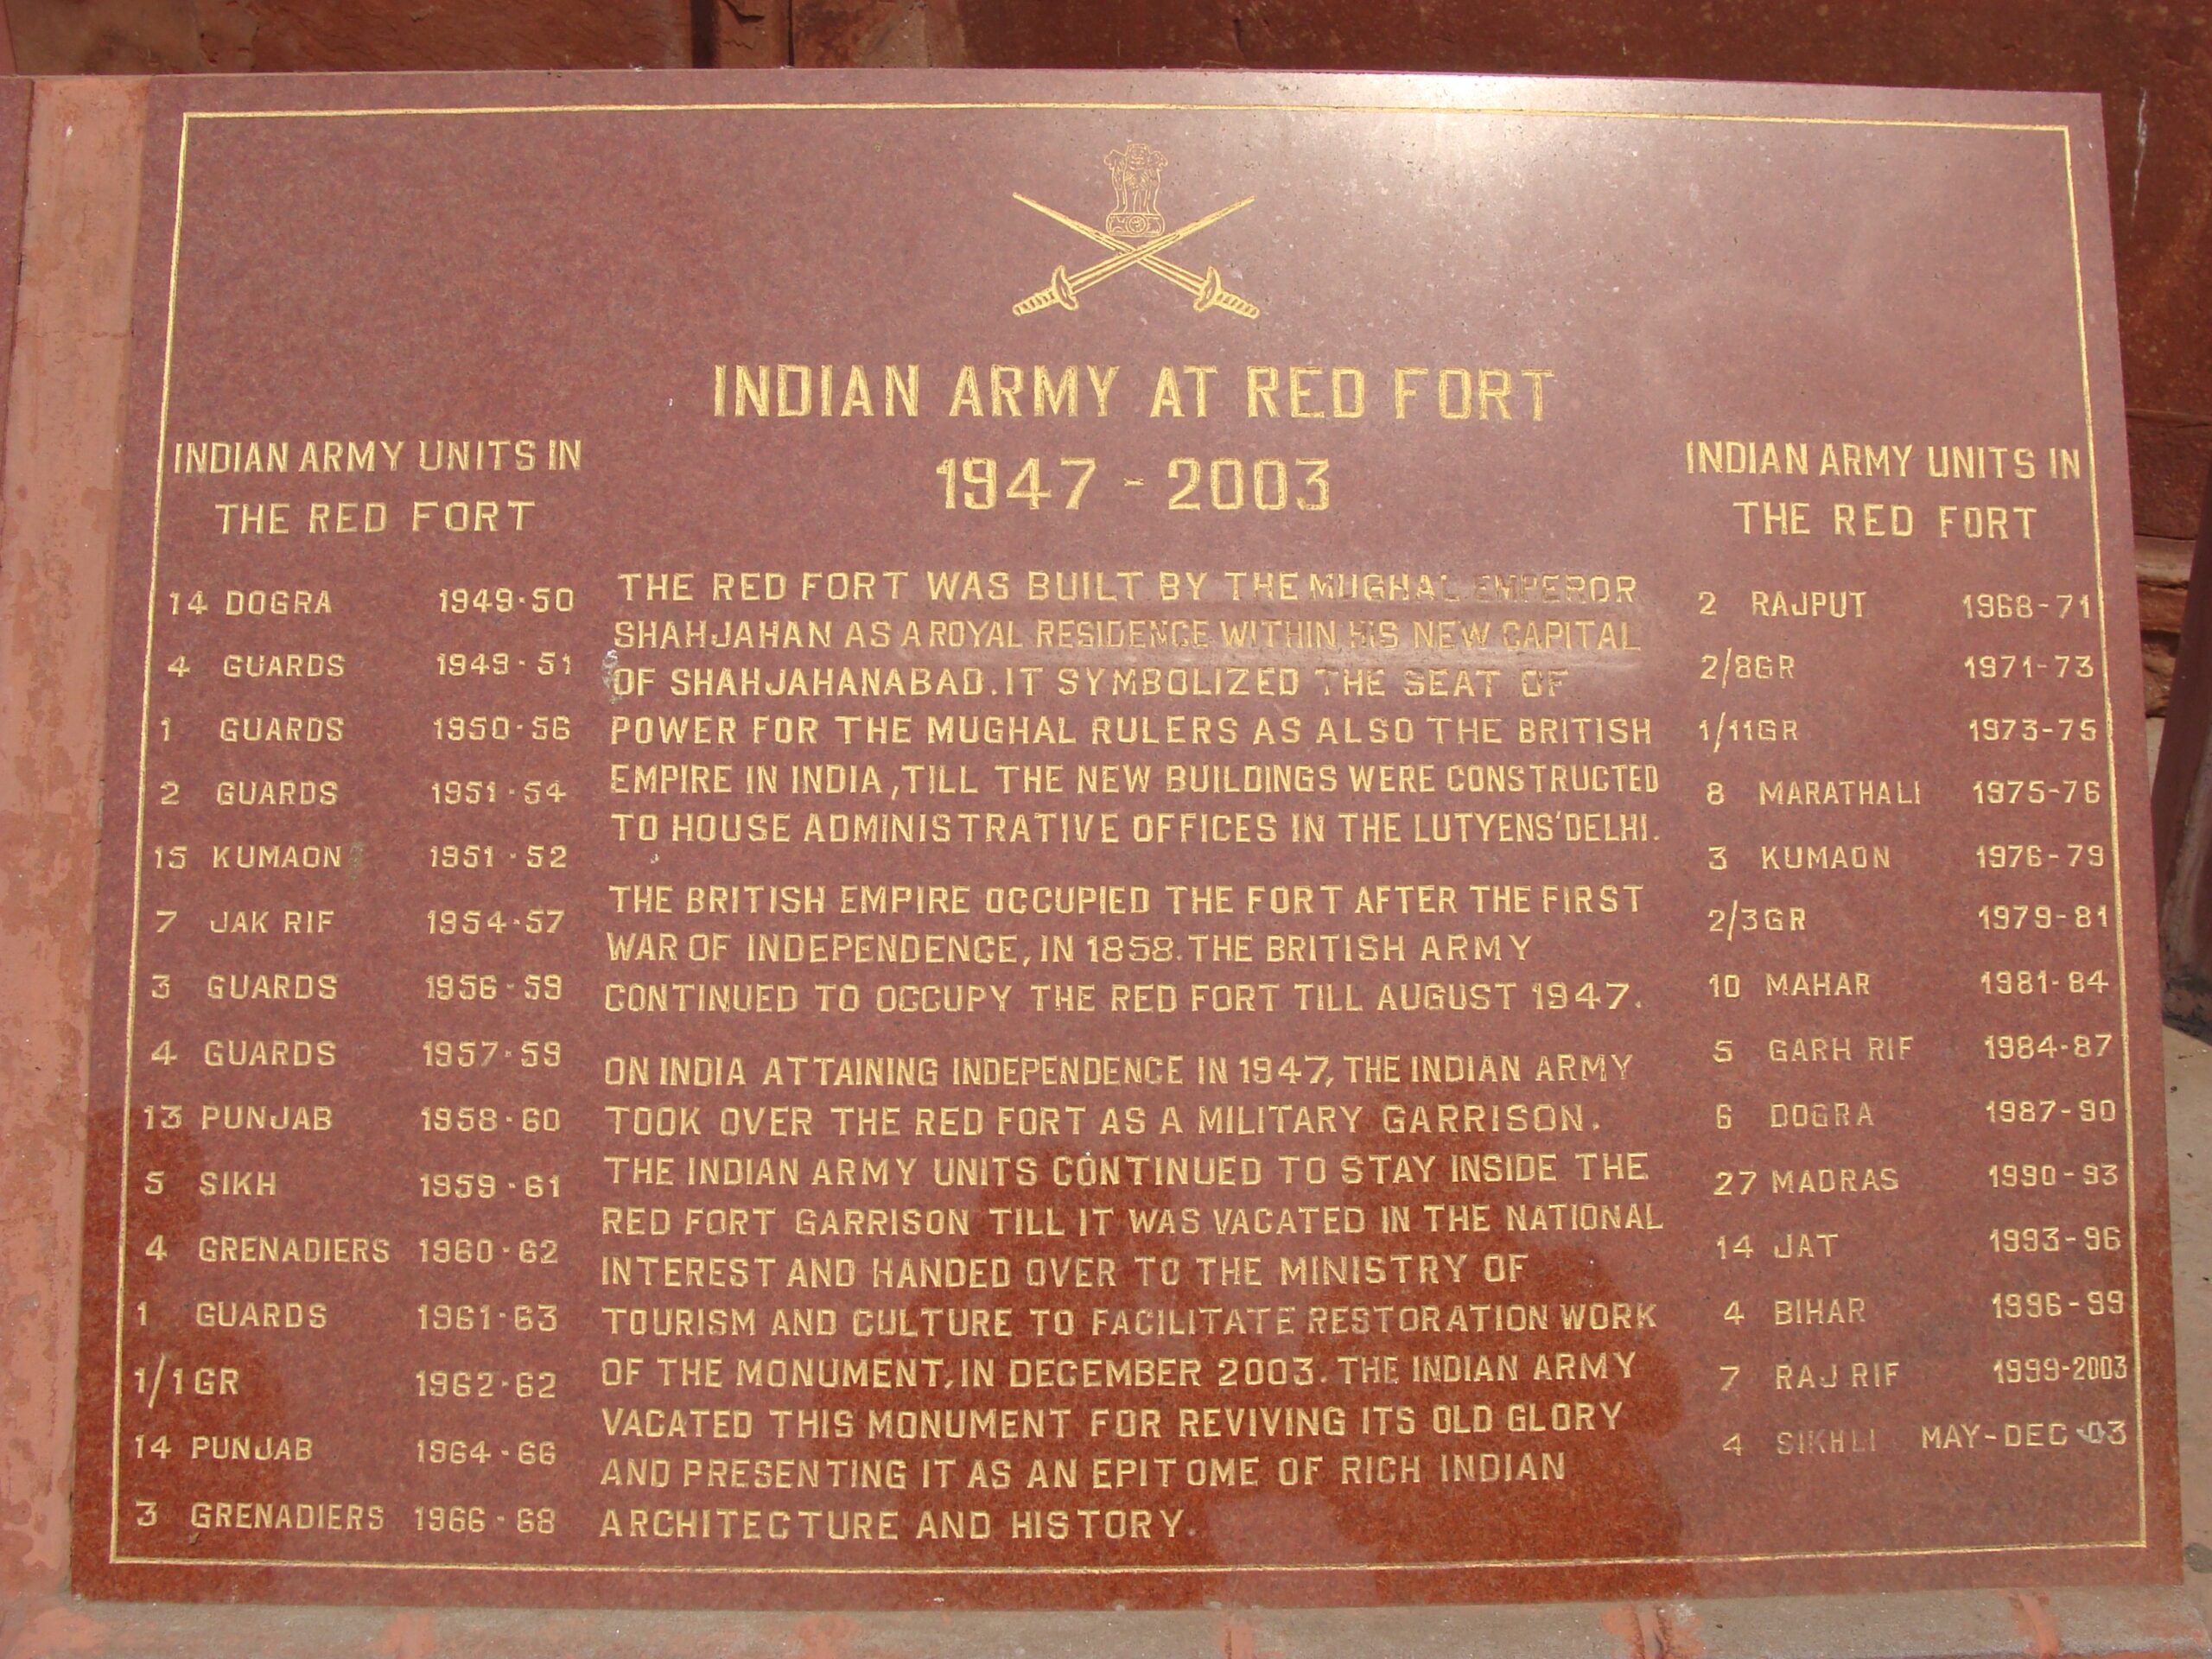 INDIAN ARMY AT RED FORT
1947 - 2003
INDIAN ARMY UNITS IN
THE RED FORT
14 DOGRA 1949-50
4 GUARDS 1949-51
1 GUARDS 1950-56
2 GUARDS 1951-54
15 KUMAON 1951-52
7 JAK RIF 1954-57
3 GUARDS 1956-59
4 GUARDS 1957-59
13 PUNJAB 1958-60
5 SIKH 1959-61
4 GRENADIERS 1960-62
1 GUARDS 1961-63
1/1GR 1962-62
14 PUNJAB 1964-66
3 GRENADIERS 1966-68
THE RED FORT WAS BUILT BY THE MUGHAL EMPEROR
SHAHJAHAN AS A ROYAL RESIDENCE WITHIN HIS NEW CAPITAL
OF SHAHJAHANABAD. IT SYMBOLIZED THE SEAT OF
POWER FOR THE MUGHAL RULERS AS ALSO THE BRITISH
EMPIRE IN INDIA, TILL THE NEW BUILDINGS WERE CONSTRUCTED
TO HOUSE ADMINISTRATIVE OFFICES IN THE LUTYENS'DELHI.
THE BRITISH EMPIRE OCCUPIED THE FORT AFTER THE FIRST
WAR OF INDEPENDENCE, IN 1858. THE BRITISH ARMY
CONTINUED TO OCCUPY THE RED FORT TILL AUGUST 1947.
ON INDIA ATTAINING INDEPENDENCE IN 1947, THE INDIAN ARMY
TOOK OVER THE RED FORT AS A MILITARY GARRISON.
THE INDIAN ARMY UNITS CONTINUED TO STAY INSIDE THE
RED FORT GARRISON TILL IT WAS VACATED IN THE NATIONAL
INTEREST AND HANDED OVER TO THE MINISTRY OF
TOURISM AND CULTURE TO FACILITATE RESTORATION WORK
OF THE MONUMENT, IN DECEMBER 2003. THE INDIAN ARMY
VACATED THIS MONUMENT FOR REVIVING ITS OLD GLORY
AND PRESENTING IT AS AN EPITOME OF RICH INDIAN
ARCHITECTURE AND HISTORY.
INDIAN ARMY UNITS IN
THE RED FORT
2 RAJPUT 1968-71
2/8GR 1971-73
1/11GR 1973-75
8 MARATHA LI 1975-76
3 KUMAON 1976-79
2/3GR 1979-81
10 MAHAR 1981-84
5 GARH RIF 1984-87
6 DOGRA 1987-90
27 MADRAS 1990-93
14 JAT 1993-96
4 BIHAR 1996-99
7 RAJ RIF 1999-2003
4 SIKHLI MAY-DEC 03